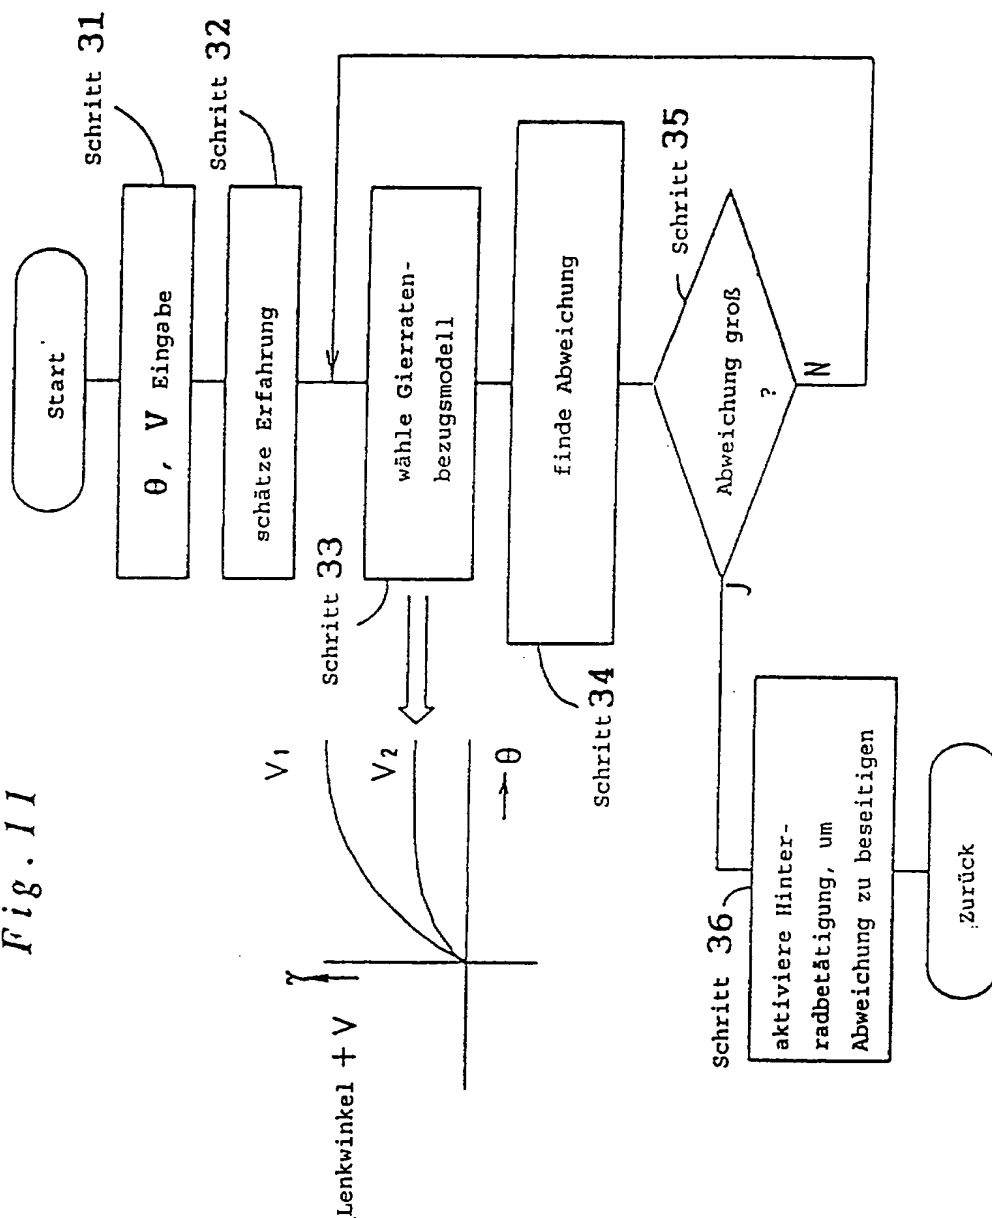 Fig. 11
Start
Schritt 31
θ, V Eingabe
Schritt 32
schätze Erfahrung
Schritt 33
wähle Gierraten-
bezugsmodell
V1
V2
θ
γ
Lenkwinkel + V
Schritt 34
finde Abweichung
Schritt 35
Abweichung groß
?
N
J
Schritt 36
aktiviere Hinter-
radbetätigung, um
Abweichung zu beseitigen
Zurück